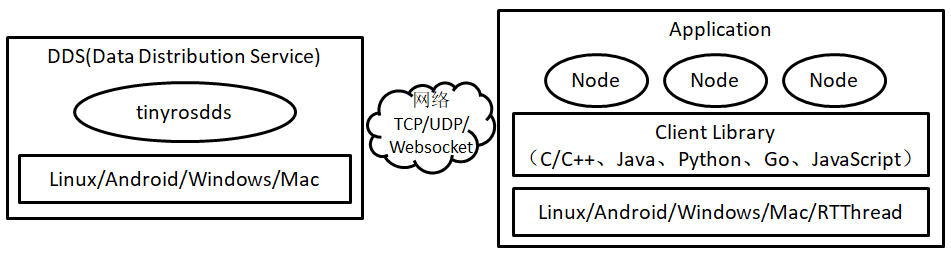 DDS(Data Distribution Service)
tinyrosdds
Linux/Android/Windows/Mac
网络
TCP/UDP/
Websocket
Application
Node
Node
Node
Client Library
（C/C++、Java、Python、Go、JavaScript）
Linux/Android/Windows/Mac/RTThread